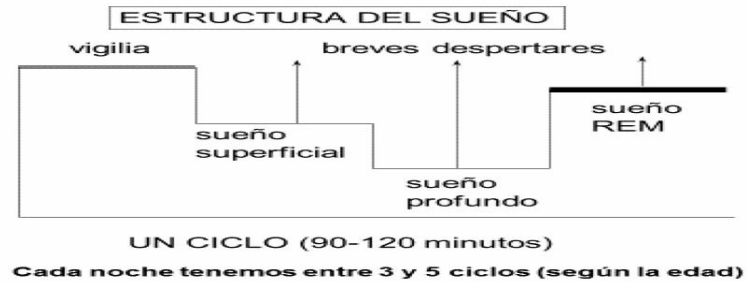 ESTRUCTURA DEL SUEÑO
vigilia
breves despertares
sueño
superficial
sueño
profundo
sueño
REM
UN CICLO (90-120 minutos)
Cada noche tenemos entre 3 y 5 ciclos (según la edad)